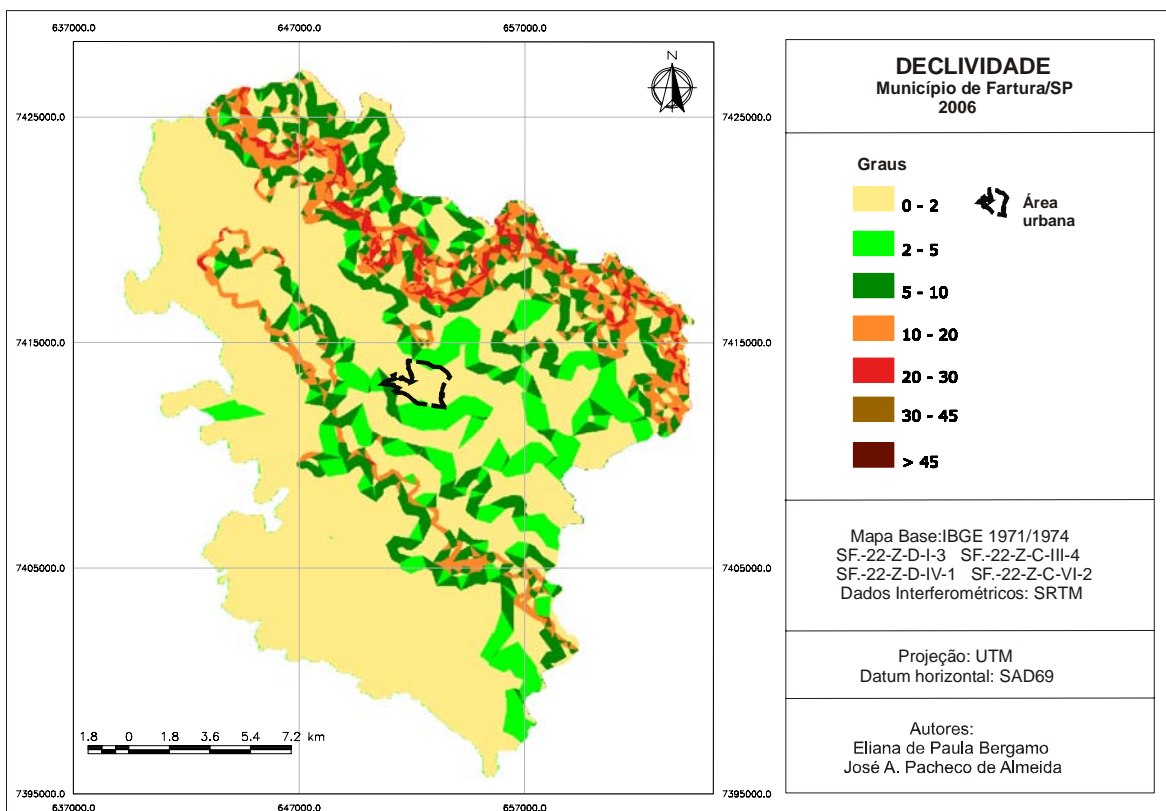 637000.0 647000.0 657000.0
N
7425000.0 7425000.0
7415000.0 7415000.0
7405000.0 7405000.0
7395000.0 7395000.0
1.8 0 1.8 3.6 5.4 7.2 km
637000.0 647000.0 657000.0
DECLIVIDADE
Município de Fartura/SP
2006
Graus
0 - 2
2 - 5
5 - 10
10 - 20
20 - 30
30 - 45
> 45
Área
urbana
Mapa Base:IBGE 1971/1974
SF.-22-Z-D-I-3 SF.-22-Z-C-III-4
SF.-22-Z-D-IV-1 SF.-22-Z-C-VI-2
Dados Interferométricos: SRTM
Projeção: UTM
Datum horizontal: SAD69
Autores:
Eliana de Paula Bergamo
José A. Pacheco de Almeida